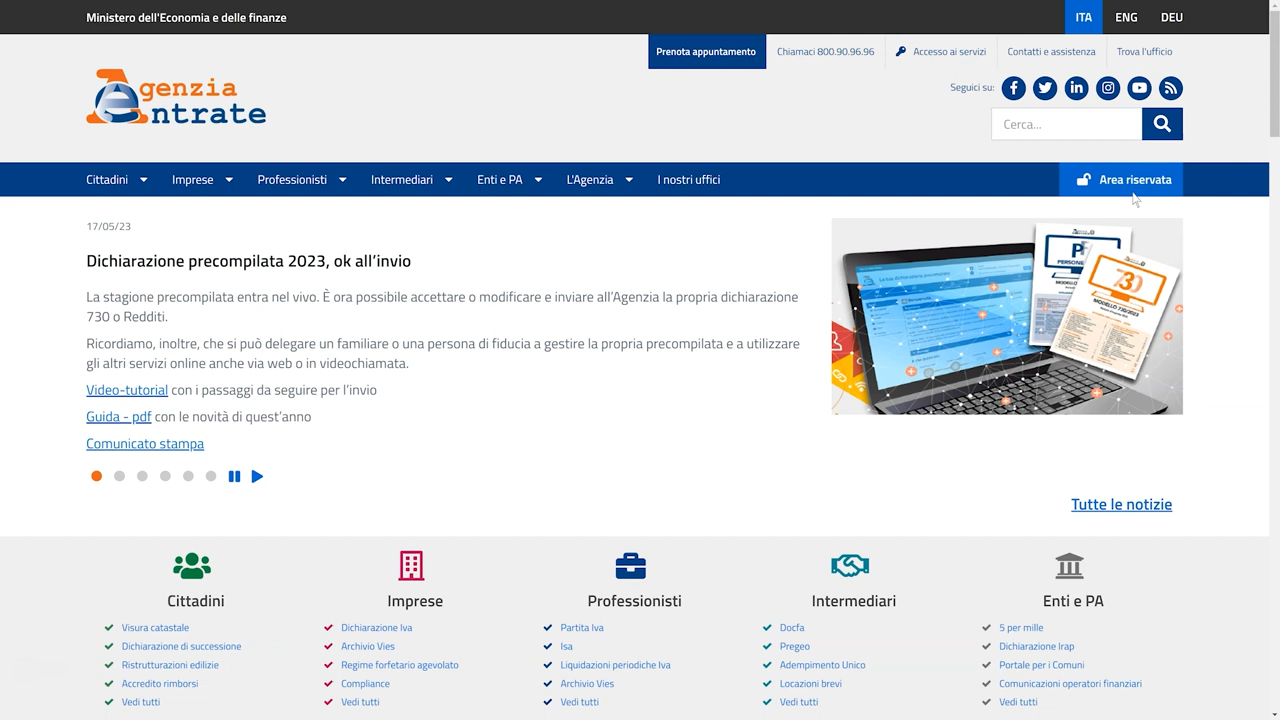 Ministero dell'Economia e delle finanze
ITA ENG DEU
Prenota appuntamento Chiamaci 800.90.96.96 Accesso ai servizi Contatti e assistenza Trova l'ufficio
Seguici su:
Agenzia
Entrate
Cerca...
Cittadini Imprese Professionisti Intermediari Enti e PA L'Agenzia I nostri uffici Area riservata
17/05/23
Dichiarazione precompilata 2023, ok all’invio
La stagione precompilata entra nel vivo. È ora possibile accettare o modificare e inviare all’Agenzia la propria dichiarazione
730 o Redditi.
Ricordiamo, inoltre, che si può delegare un familiare o una persona di fiducia a gestire la propria precompilata e a utilizzare
gli altri servizi online anche via web o in videochiamata.
Video-tutorial con i passaggi da seguire per l’invio
Guida - pdf con le novità di quest’anno
Comunicato stampa
730
MODELLO 730/2023
Tutte le notizie
Cittadini
Visura catastale
Dichiarazione di successione
Ristrutturazioni edilizie
Accredito rimborsi
Vedi tutti
Imprese
Dichiarazione Iva
Archivio Vies
Regime forfetario agevolato
Compliance
Vedi tutti
Professionisti
Partita Iva
Isa
Liquidazioni periodiche Iva
Archivio Vies
Vedi tutti
Intermediari
Docfa
Pregeo
Adempimento Unico
Locazioni brevi
Vedi tutti
Enti e PA
5 per mille
Dichiarazione Irap
Portale per i Comuni
Comunicazioni operatori finanziari
Vedi tutti